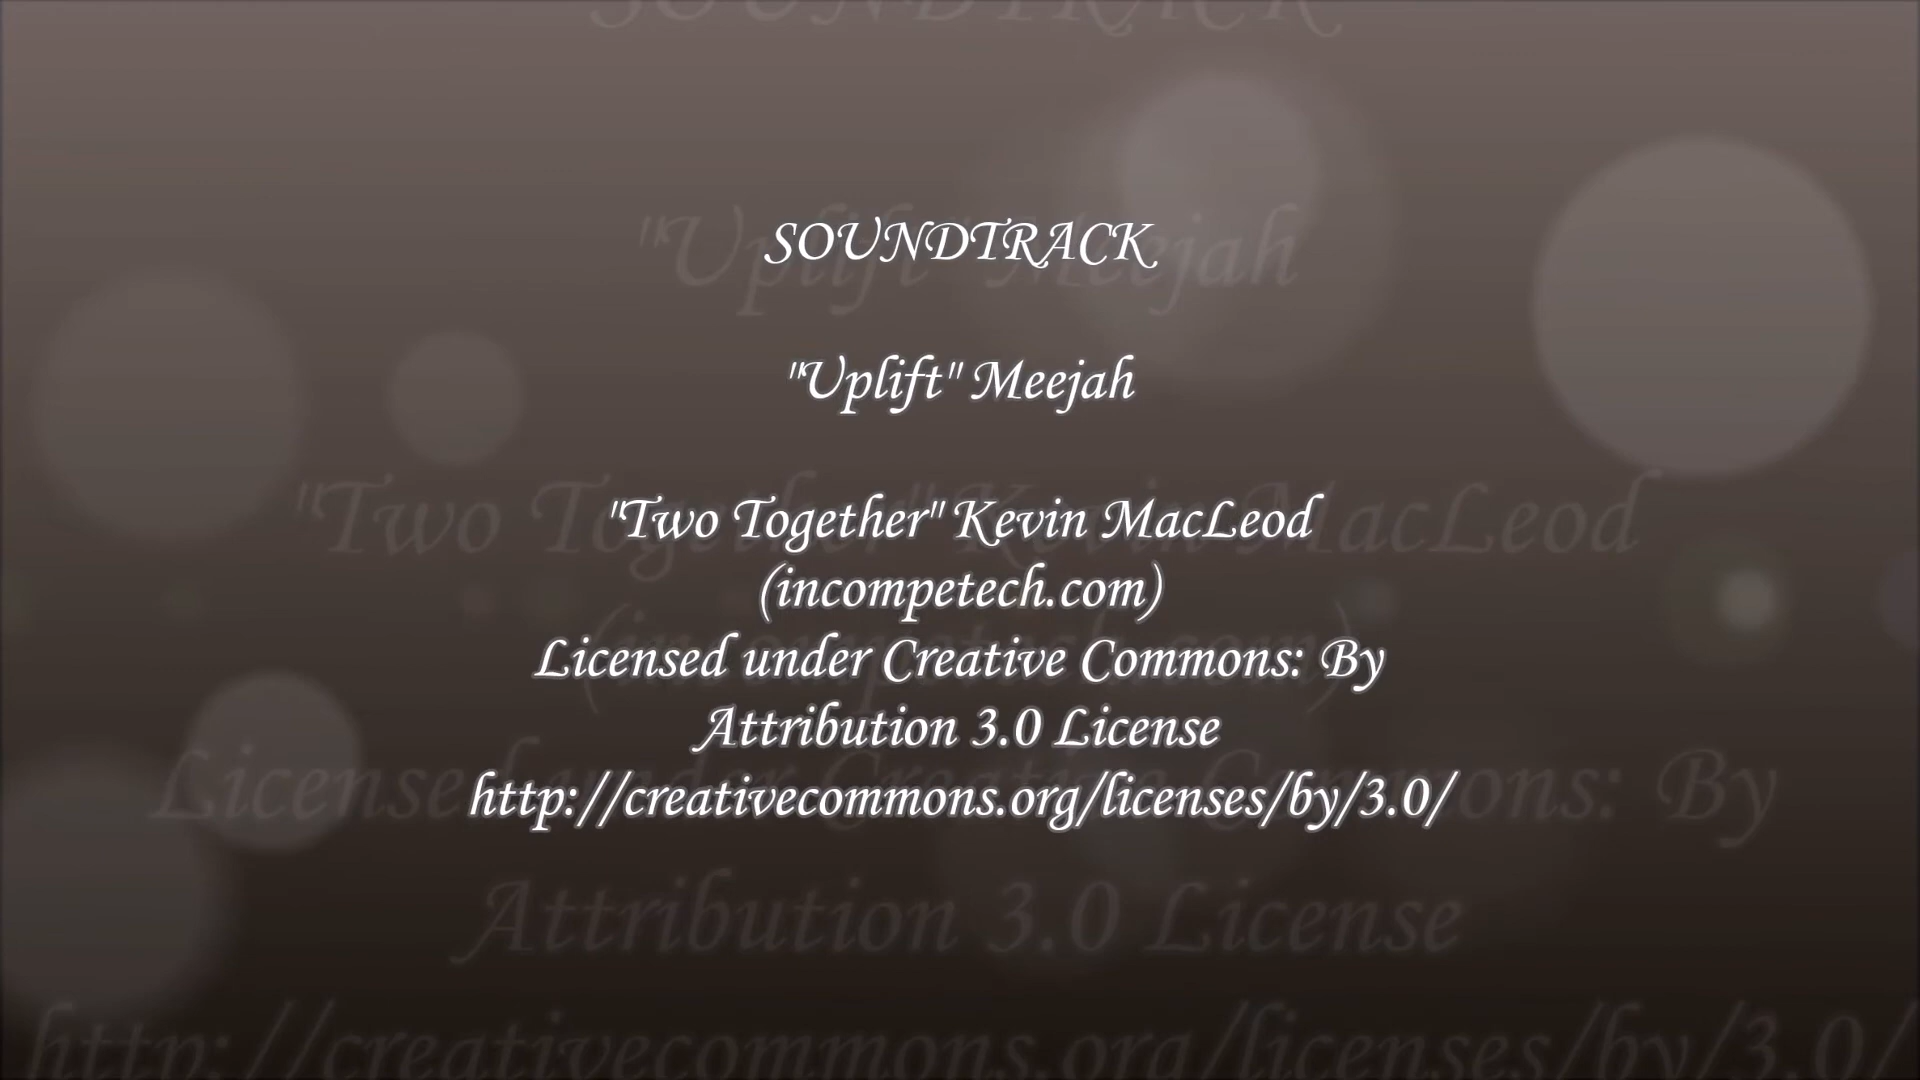 SOUNDTRACK
"Uplift" Meejah
"Two Together" Kevin MacLeod
(incompetech.com)
Licensed under Creative Commons: By
Attribution 3.0 License
http://creativecommons.org/licenses/by/3.0/